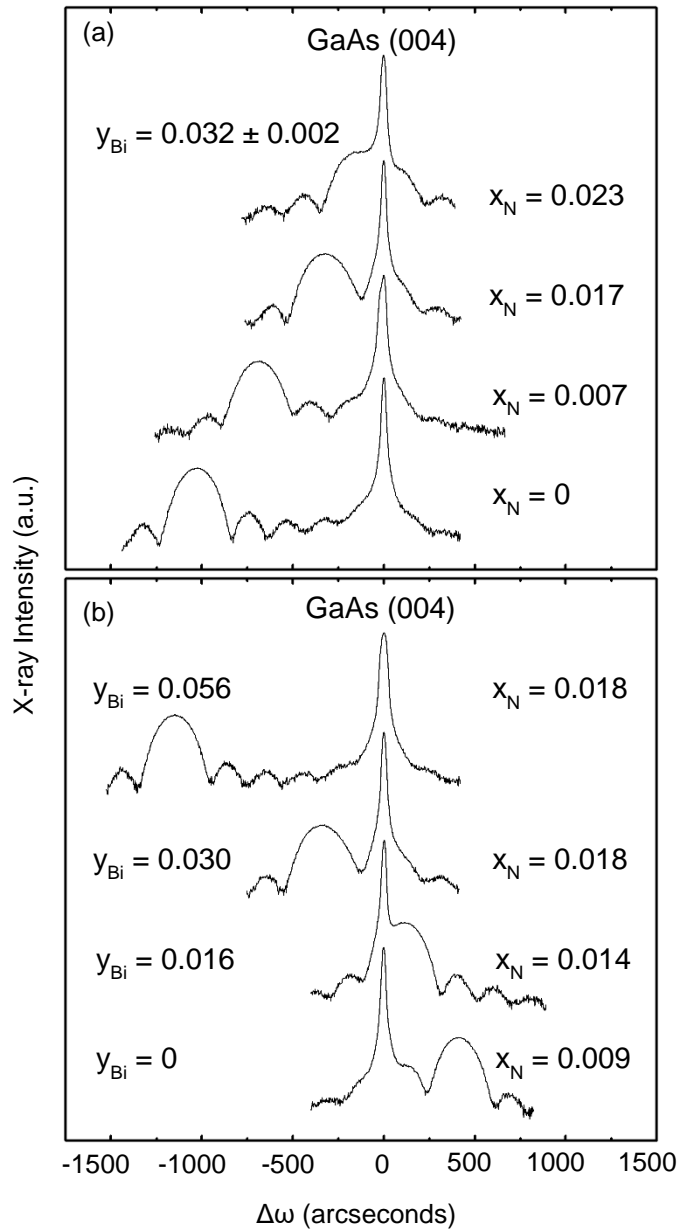 (a)
GaAs (004)
y_Bi = 0.032 ± 0.002
x_N = 0.023
x_N = 0.017
x_N = 0.007
x_N = 0
X-ray Intensity (a.u.)
(b)
GaAs (004)
y_Bi = 0.056 x_N = 0.018
y_Bi = 0.030 x_N = 0.018
y_Bi = 0.016 x_N = 0.014
y_Bi = 0 x_N = 0.009
-1500 -1000 -500 0 500 1000 1500
Δω (arcseconds)